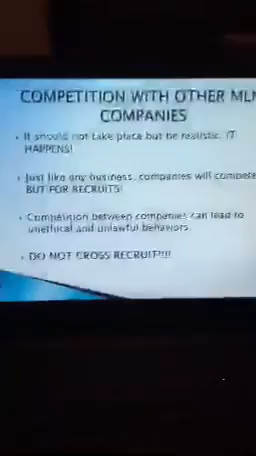 COMPETITION WITH OTHER MLM
COMPANIES
• It should not take place but be realistic. IT
HAPPENS!
• Just like any business, companies will compete
BUT FOR RECRUITS!
• Competition between companies can lead to
unethical and unlawful behaviors.
• DO NOT CROSS RECRUIT!!!!